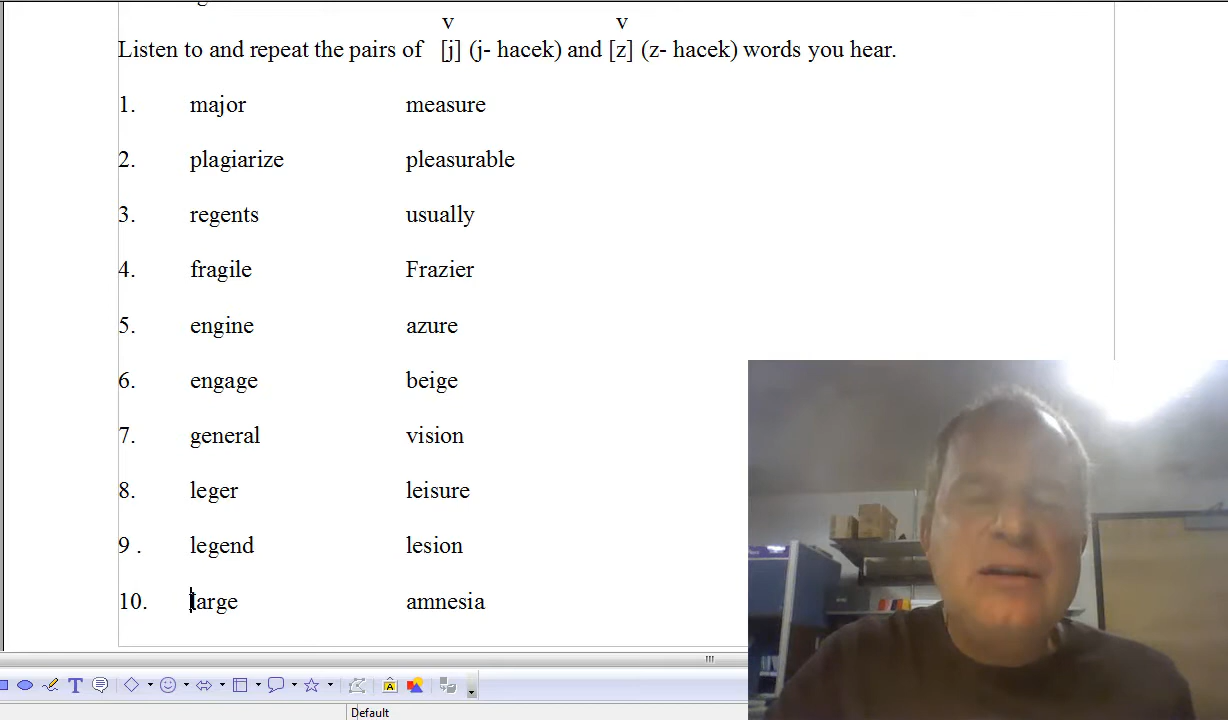 v v
Listen to and repeat the pairs of [j] (j- hacek) and [z] (z- hacek) words you hear.
1. major measure
2. plagiarize pleasurable
3. regents usually
4. fragile Frazier
5. engine azure
6. engage beige
7. general vision
8. leger leisure
9 . legend lesion
10. large amnesia
Default